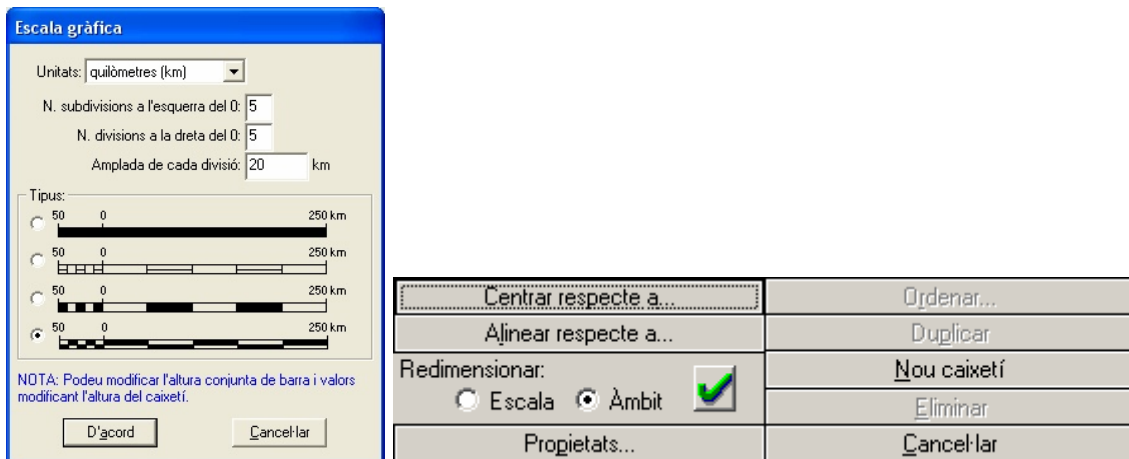 Escala gràfica
Unitats: quilòmetres (km)
N. subdivisions a l'esquerra del 0: 5
N. divisions a la dreta del 0: 5
Amplada de cada divisió: 20 km
Tipus:
50 0 250 km
50 0 250 km
50 0 250 km
50 0 250 km
NOTA: Podeu modificar l'altura conjunta de barra i valors
modificant l'altura del caixetí.
D'acord Cancel·lar
Centrar respecte a... Ordenar...
Alinear respecte a... Duplicar
Redimensionar: Nou caixetí
Escala Àmbit Eliminar
Propietats... Cancel·lar